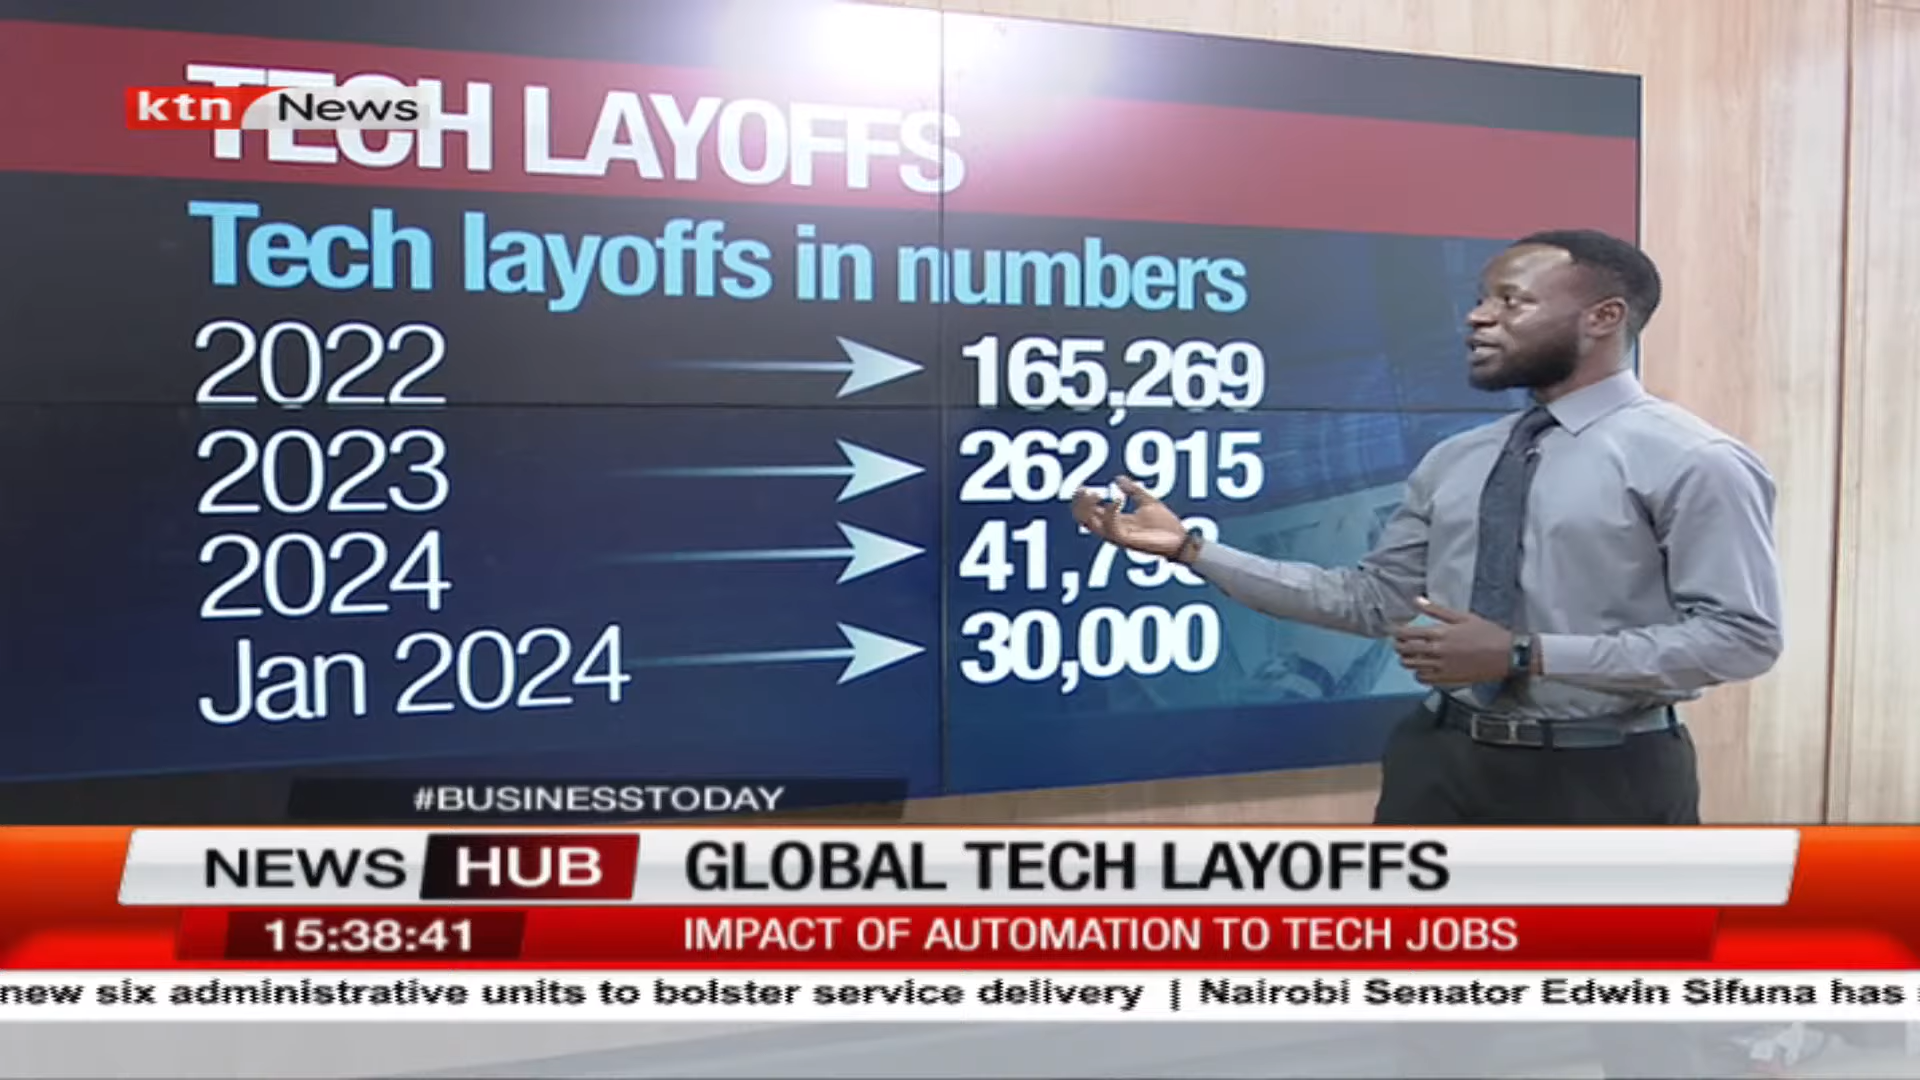 ktn News
TECH LAYOFFS
Tech layoffs in numbers
2022 165,269
2023 262,915
2024
Jan 2024 30,000
#BUSINESSTODAY
NEWS HUB GLOBAL TECH LAYOFFS
15:38:41 IMPACT OF AUTOMATION TO TECH JOBS
new six administrative units to bolster service delivery | Nairobi Senator Edwin Sifuna has